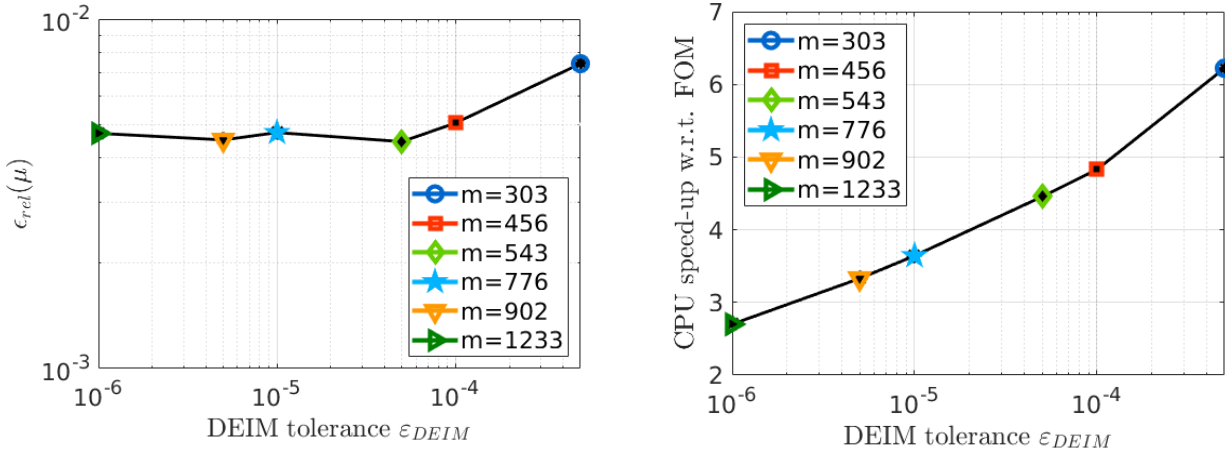 10^-2
ϵ_rel(μ)
m=303
m=456
m=543
m=776
m=902
m=1233
10^-3
10^-6 10^-5 10^-4
DEIM tolerance ε_DEIM
7
6
5
4
3
2
CPU speed-up w.r.t. FOM
m=303
m=456
m=543
m=776
m=902
m=1233
10^-6 10^-5 10^-4
DEIM tolerance ε_DEIM